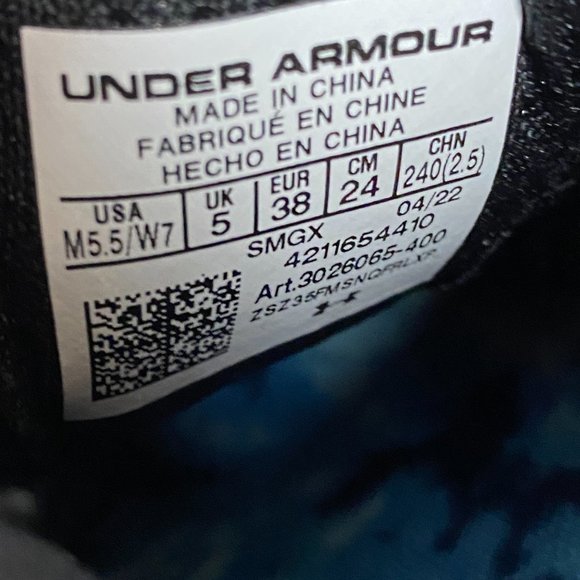 UNDER ARMOUR
MADE IN CHINA
FABRIQUÉ EN CHINE
HECHO EN CHINA
USA UK EUR CM CHN
M5.5/W7 5 38 24 240(2.5)
SMGX 04/22
4211654410
Art.3026065-400